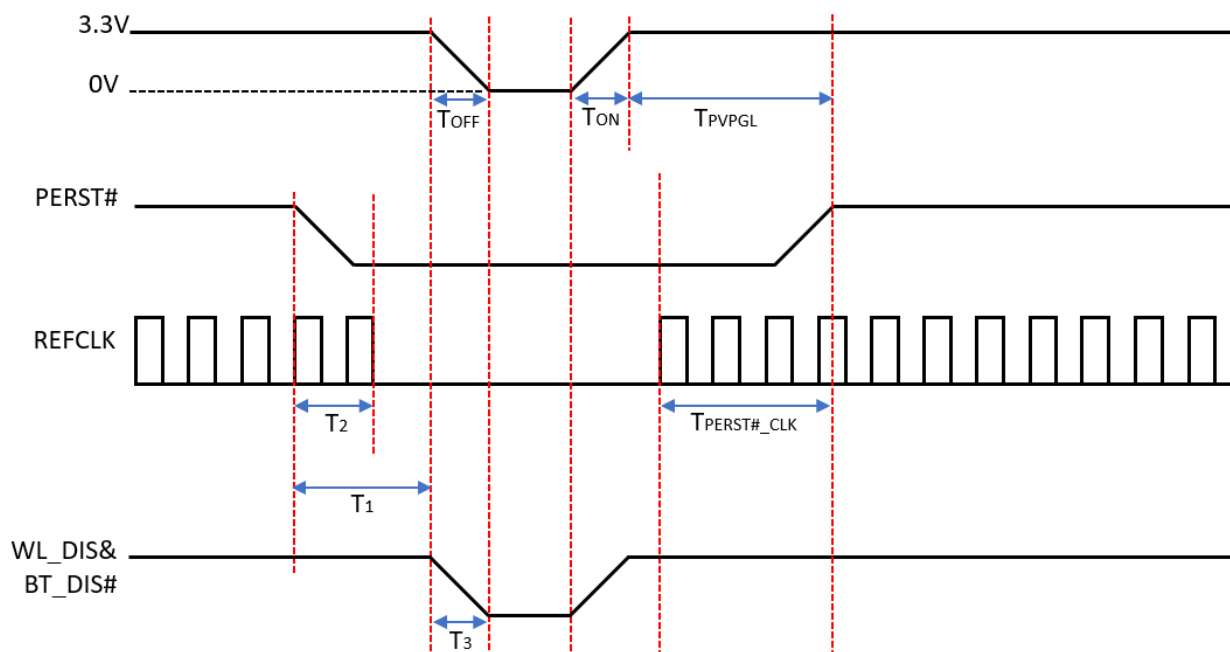 3.3V
0V
TOFF
TON
TPVPGL
PERST#
REFCLK
T2
TPERST#_CLK
T1
WL_DIS&
BT_DIS#
T3